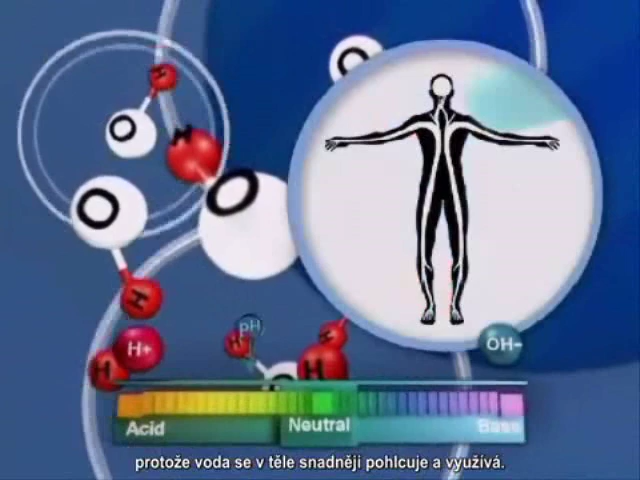 H
O
H
O
O
O
H
pH
H
H
H+
H
H
OH-
Acid
Neutral
Base
protože voda se v těle snadněji pohlcuje a využívá.